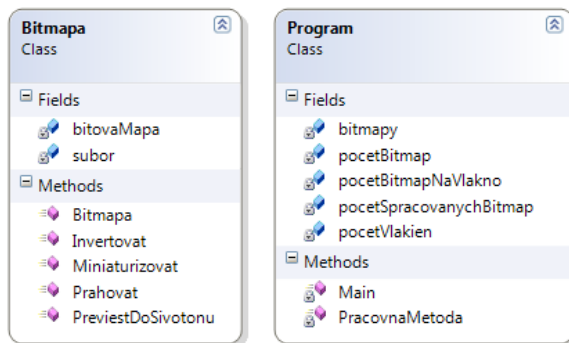 Bitmapa
Class
Fields
bitovaMapa
subor
Methods
Bitmapa
Invertovat
Miniaturizovat
Prahovat
PreviestDoSivotonu
Program
Class
Fields
bitmapy
pocetBitmap
pocetBitmapNaVlakno
pocetSpracovanychBitmap
pocetVlakien
Methods
Main
PracovnaMetoda